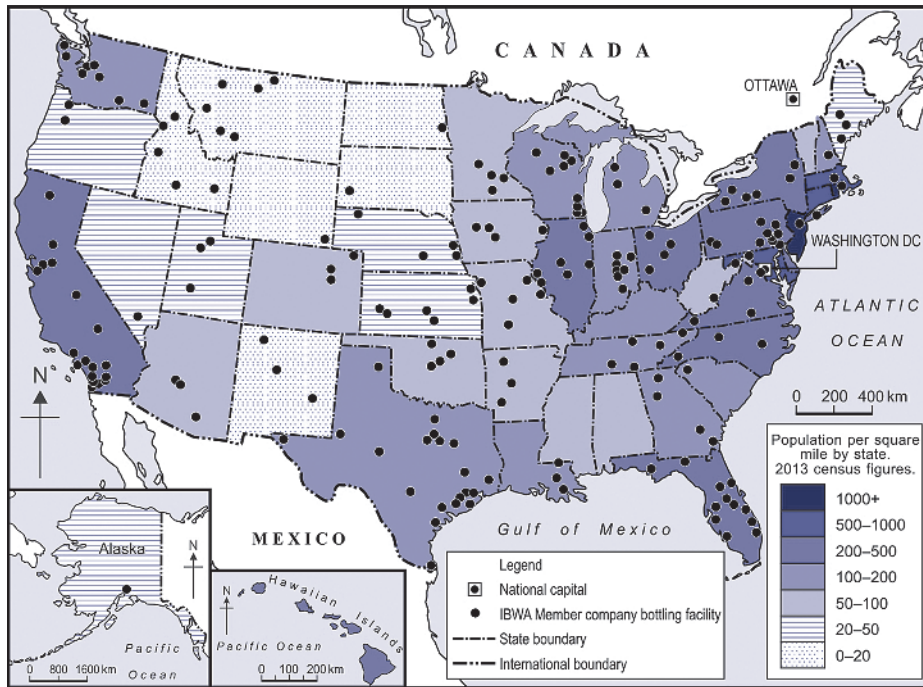 CANADA
OTTAWA
WASHINGTON DC
ATLANTIC
OCEAN
N
0 200 400 km
Population per square
mile by state.
2013 census figures.
1000+
500–1000
200–500
100–200
50–100
20–50
0–20
MEXICO
Gulf of Mexico
Legend
National capital
IBWA Member company bottling facility
State boundary
International boundary
Alaska
N
Pacific
Ocean
0 800 1600 km
N
Hawaiian Islands
Pacific Ocean
0 100 200 km